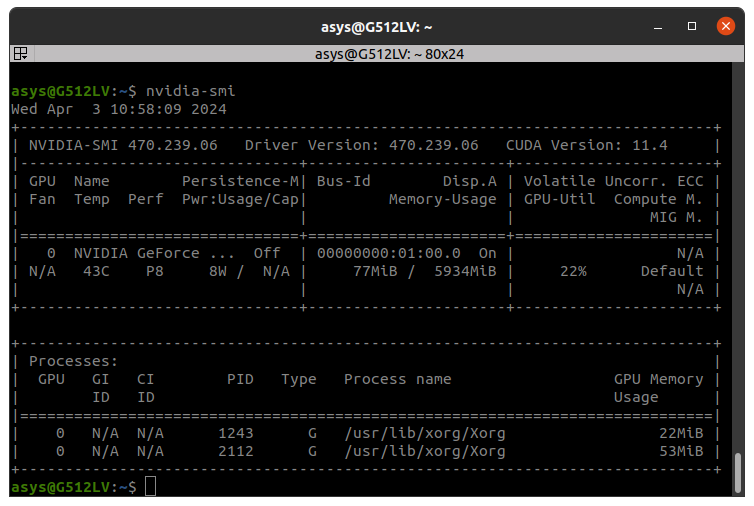 asys@G512LV: ~
asys@G512LV: ~ 80x24
asys@G512LV:~$ nvidia-smi
Wed Apr  3 10:58:09 2024
+-----------------------------------------------------------------------------+
| NVIDIA-SMI 470.239.06   Driver Version: 470.239.06   CUDA Version: 11.4     |
|-------------------------------+----------------------+----------------------+
| GPU  Name        Persistence-M| Bus-Id        Disp.A | Volatile Uncorr. ECC |
| Fan  Temp  Perf  Pwr:Usage/Cap|         Memory-Usage | GPU-Util  Compute M. |
|                               |                      |               MIG M. |
|===============================+======================+======================|
|   0  NVIDIA GeForce ...  Off  | 00000000:01:00.0  On |                  N/A |
| N/A   43C    P8     8W /  N/A |     77MiB /  5934MiB |     22%      Default |
|                               |                      |                  N/A |
+-------------------------------+----------------------+----------------------+
+-----------------------------------------------------------------------------+
| Processes:                                                                  |
|  GPU   GI   CI        PID   Type   Process name                  GPU Memory |
|        ID   ID                                                   Usage      |
|=============================================================================|
|    0   N/A  N/A      1243      G   /usr/lib/xorg/Xorg                 22MiB |
|    0   N/A  N/A      2112      G   /usr/lib/xorg/Xorg                 53MiB |
+-----------------------------------------------------------------------------+
asys@G512LV:~$